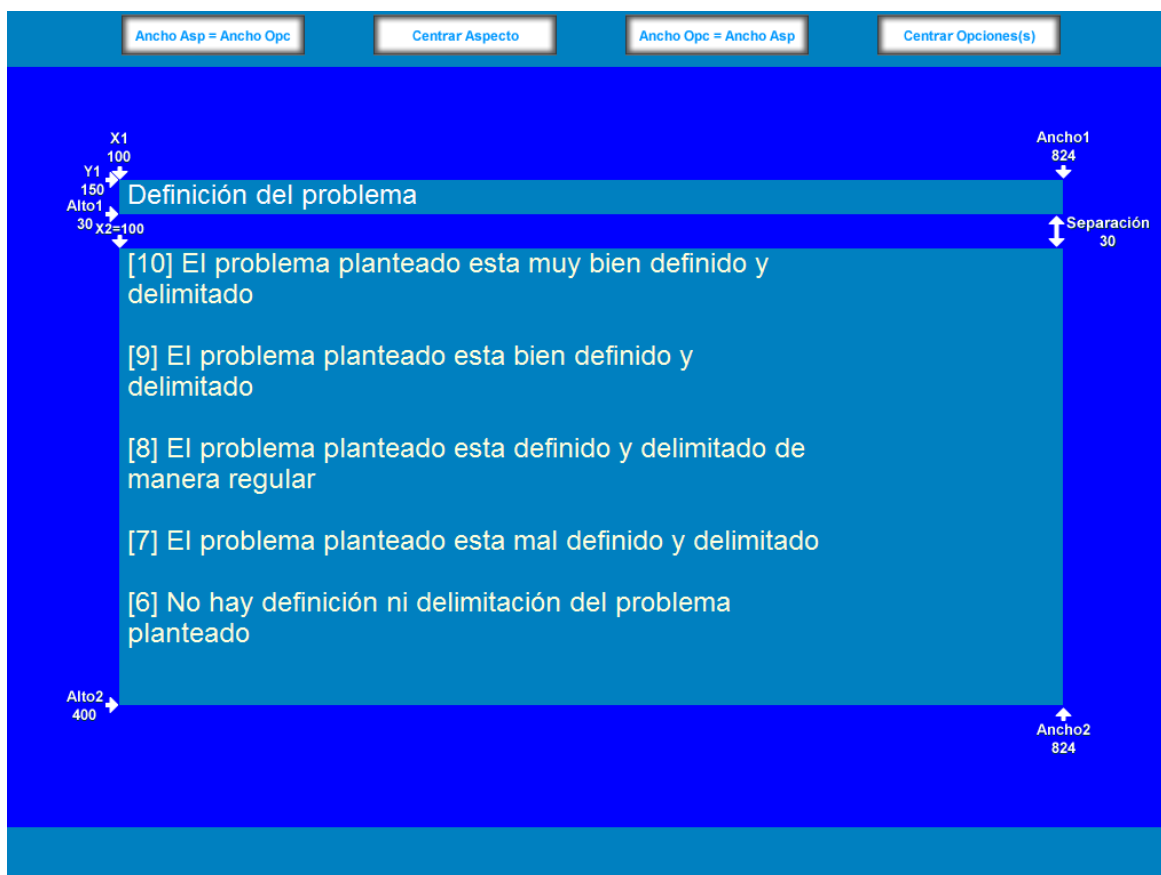 Ancho Asp = Ancho Opc
Centrar Aspecto
Ancho Opc = Ancho Asp
Centrar Opciones(s)
X1
100
Ancho1
824
Y1
150
Definición del problema
Alto1
30
X2=100
Separación
30
[10] El problema planteado esta muy bien definido y
delimitado
[9] El problema planteado esta bien definido y
delimitado
[8] El problema planteado esta definido y delimitado de
manera regular
[7] El problema planteado esta mal definido y delimitado
[6] No hay definición ni delimitación del problema
planteado
Alto2
400
Ancho2
824